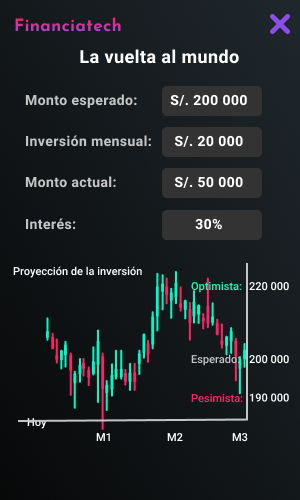 Financiatech
La vuelta al mundo
Monto esperado: S/. 200 000
Inversión mensual: S/. 20 000
Monto actual: S/. 50 000
Interés: 30%
Proyección de la inversión
Optimista: 220 000
Esperado: 200 000
Pesimista: 190 000
Hoy
M1 M2 M3